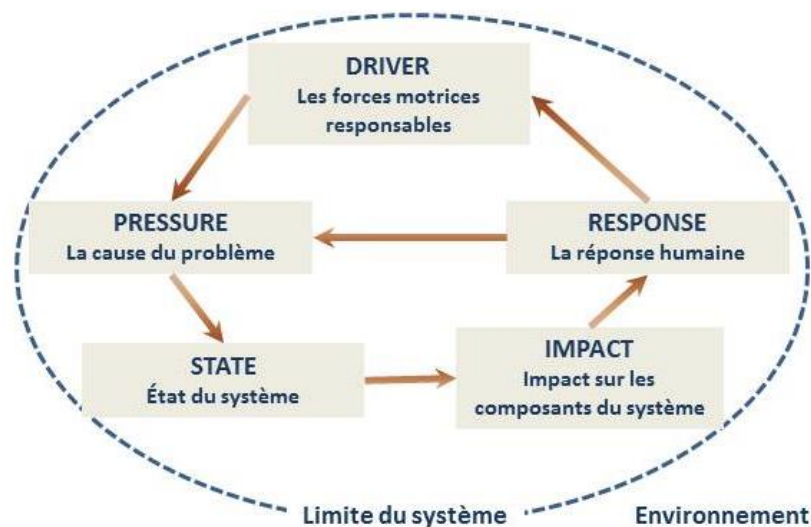 DRIVER
Les forces motrices
responsables
PRESSURE
La cause du problème
RESPONSE
La réponse humaine
STATE
État du système
IMPACT
Impact sur les
composants du système
Limite du système
Environnement